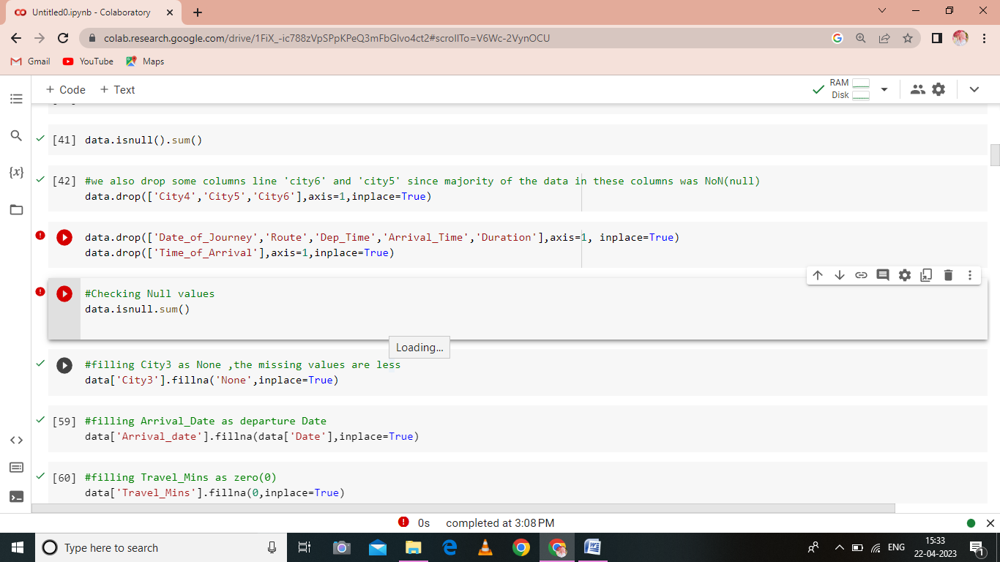 Untitled0.ipynb - Colaboratory
colab.research.google.com/drive/1FiX_-ic788zVpSPpKPeQ3mFbGlvo4ct2#scrollTo=V6Wc-2VynOCU
Gmail YouTube Maps
+ Code + Text RAM
Disk
[41] data.isnull().sum()
[42] #we also drop some columns line 'city6' and 'city5' since majority of the data in these columns was NoN(null)
data.drop(['City4','City5','City6'],axis=1,inplace=True)
data.drop(['Date_of_Journey','Route','Dep_Time','Arrival_Time','Duration'],axis=1, inplace=True)
data.drop(['Time_of_Arrival'],axis=1,inplace=True)
#Checking Null values
data.isnull.sum()
Loading...
#filling City3 as None ,the missing values are less
data['City3'].fillna('None',inplace=True)
[59] #filling Arrival_Date as departure Date
data['Arrival_date'].fillna(data['Date'],inplace=True)
[60] #filling Travel_Mins as zero(0)
data['Travel_Mins'].fillna(0,inplace=True)
0s completed at 3:08 PM
Type here to search
ENG
15:33
22-04-2023
1